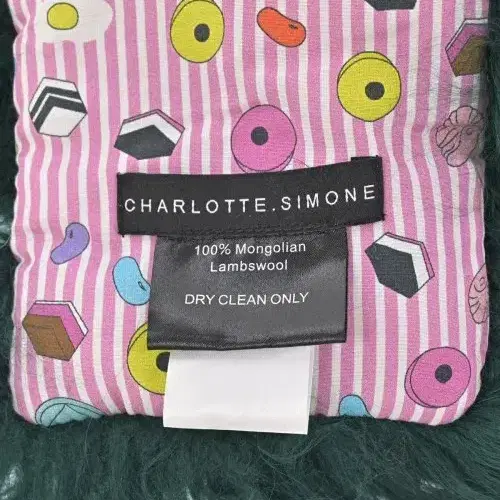 CHARLOTTE.SIMONE
100% Mongolian
Lambswool
DRY CLEAN ONLY